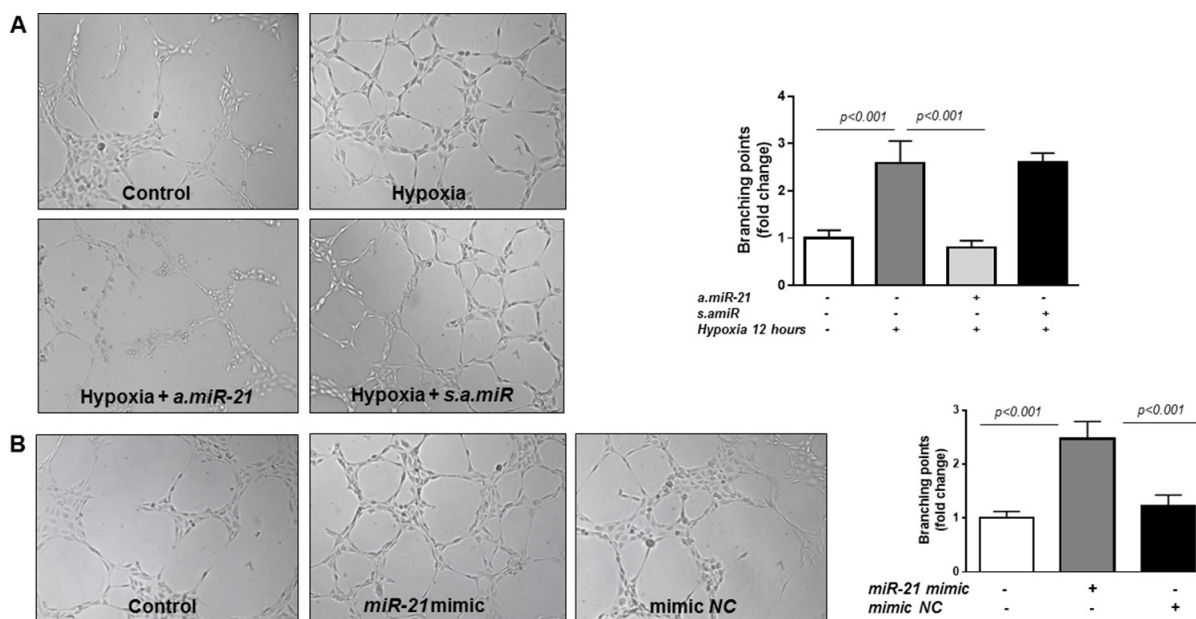 A
Control
Hypoxia
Hypoxia + a.miR-21
Hypoxia + s.a.miR
4
3
2
1
0
Branching points
(fold change)
p<0.001 p<0.001
a.miR-21 - - + -
s.amiR - - - +
Hypoxia 12 hours - + + +
B
Control
miR-21 mimic
mimic NC
3
2
1
0
Branching points
(fold change)
p<0.001 p<0.001
miR-21 mimic - + -
mimic NC - - +